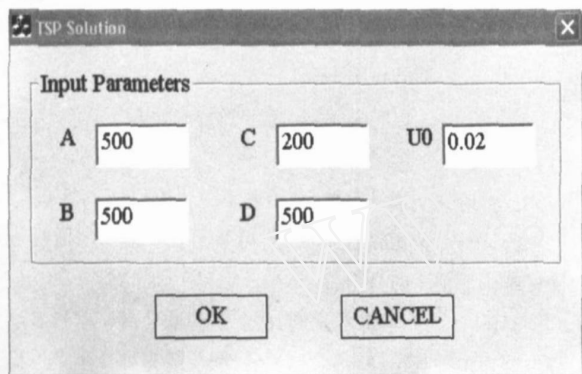 TSP Solution
Input Parameters
A 500 C 200 U0 0.02
B 500 D 500
OK CANCEL